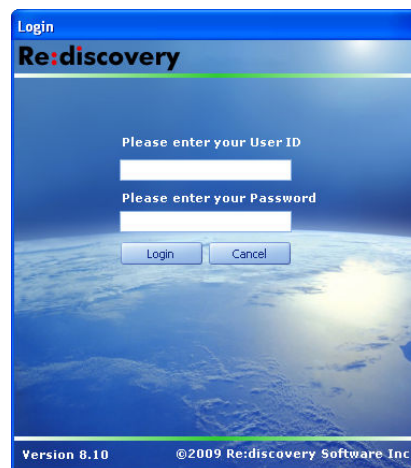 Login
Re:discovery
Please enter your User ID
Please enter your Password
Login Cancel
Version 8.10 ©2009 Re:discovery Software Inc